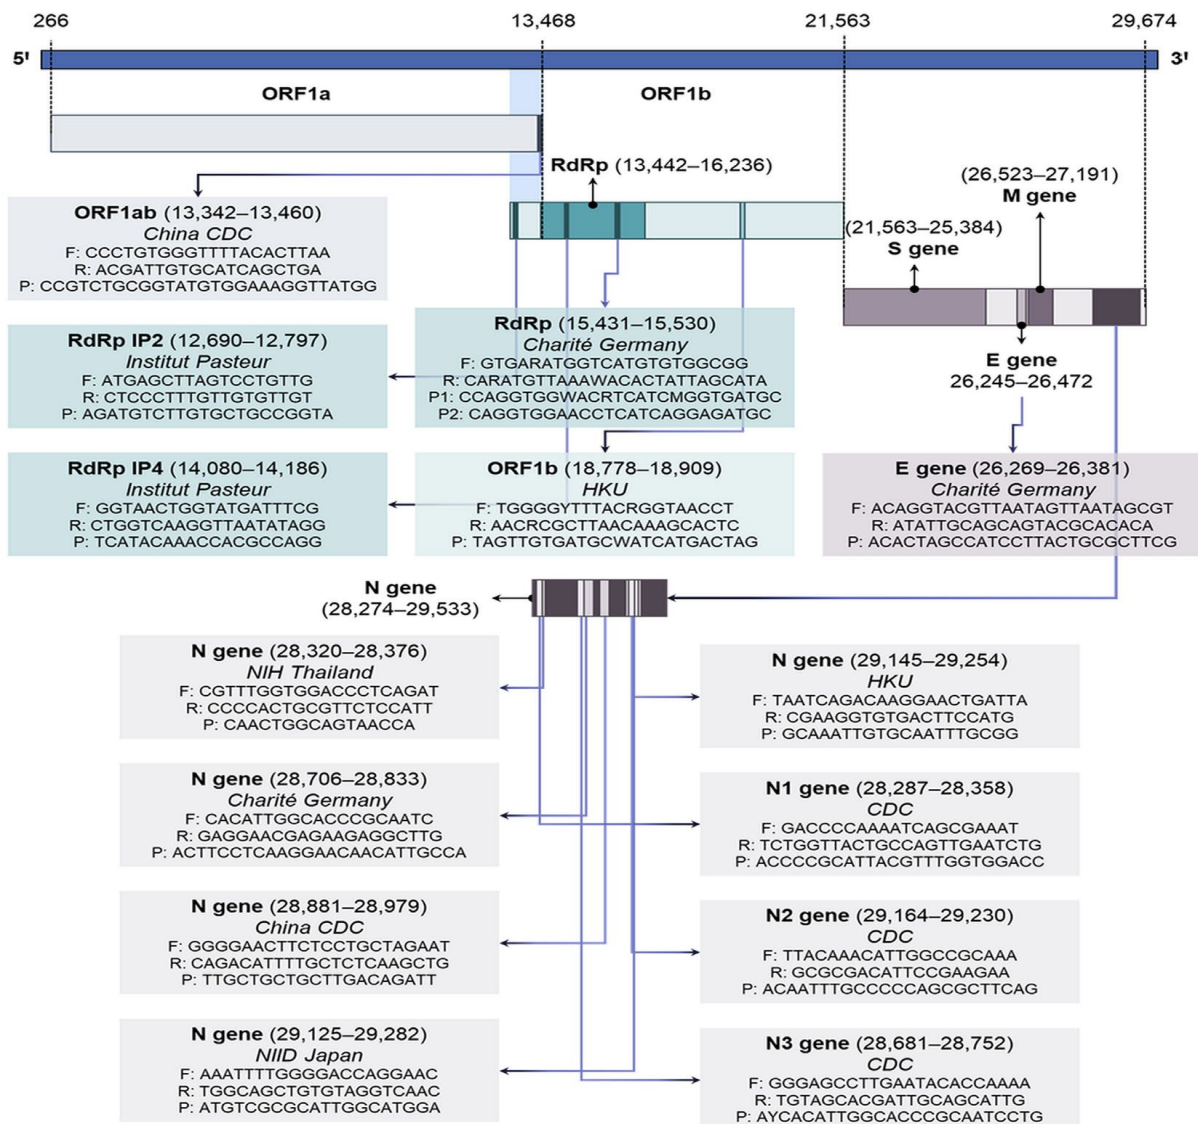 266 13,468 21,563 29,674
5' 3'
ORF1a ORF1b
RdRp (13,442–16,236)
(26,523–27,191)
M gene
(21,563–25,384)
S gene
E gene
26,245–26,472
ORF1ab (13,342–13,460)
China CDC
F: CCCTGTGGGTTTTACACTTAA
R: ACGATTGTGCATCAGCTGA
P: CCGTCTGCGGTATGTGGAAAGGTTATGG
RdRp IP2 (12,690–12,797)
Institut Pasteur
F: ATGAGCTTAGTCCTGTTG
R: CTCCCTTTGTTGTGTTGT
P: AGATGTCTTGTGCTGCCGGTA
RdRp (15,431–15,530)
Charité Germany
F: GTGARATGGTCATGTGTGGCGG
R: CARATGTTAAAWACACTATTAGCATA
P1: CCAGGTGGWACRTCATCMGGTGATGC
P2: CAGGTGGAACCTCATCAGGAGATGC
RdRp IP4 (14,080–14,186)
Institut Pasteur
F: GGTAACTGGTATGATTTCG
R: CTGGTCAAGGTTAATATAGG
P: TCATACAAACCACGCCAGG
ORF1b (18,778–18,909)
HKU
F: TGGGGYTTTACRGGTAACCT
R: AACRCGCTTAACAAAGCACTC
P: TAGTTGTGATGCWATCATGACTAG
E gene (26,269–26,381)
Charité Germany
F: ACAGGTACGTTAATAGTTAATAGCGT
R: ATATTGCAGCAGTACGCACACA
P: ACACTAGCCATCCTTACTGCGCTTCG
N gene
(28,274–29,533)
N gene (28,320–28,376)
NIH Thailand
F: CGTTTGGTGGACCCTCAGAT
R: CCCCACTGCGTTCTCCATT
P: CAACTGGCAGTAACCA
N gene (28,706–28,833)
Charité Germany
F: CACATTGGCACCCGCAATC
R: GAGGAACGAGAAGAGGCTTG
P: ACTTCCTCAAGGAACAACATTGCCA
N gene (28,881–28,979)
China CDC
F: GGGGAACTTCTCCTGCTAGAAT
R: CAGACATTTTGCTCTCAAGCTG
P: TTGCTGCTGCTTGACAGATT
N gene (29,125–29,282)
NIID Japan
F: AAATTTTGGGGACCAGGAAC
R: TGGCAGCTGTGTAGGTCAAC
P: ATGTCGCGCATTGGCATGGA
N gene (29,145–29,254)
HKU
F: TAATCAGACAAGGAACTGATTA
R: CGAAGGTGTGACTTCCATG
P: GCAAATTGTGCAATTTGCGG
N1 gene (28,287–28,358)
CDC
F: GACCCCAAAATCAGCGAAAT
R: TCTGGTTACTGCCAGTTGAATCTG
P: ACCCCGCATTACGTTTGGTGGACC
N2 gene (29,164–29,230)
CDC
F: TTACAAACATTGGCCGCAAA
R: GCGCGACATTCCGAAGAA
P: ACAATTTGCCCCCAGCGCTTCAG
N3 gene (28,681–28,752)
CDC
F: GGGAGCCTTGAATACACCAAAA
R: TGTAGCACGATTGCAGCATTG
P: AYCACATTGGCACCCGCAATCCTG